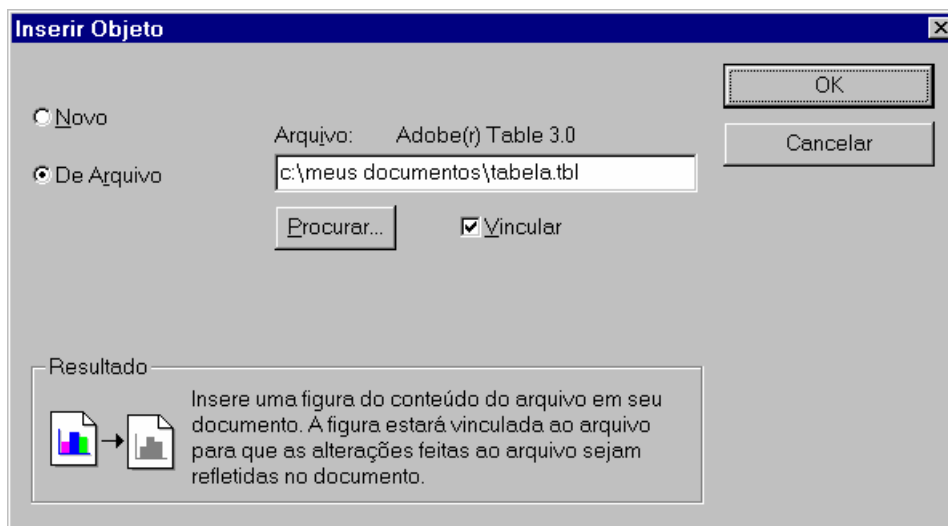 Inserir Objeto
OK
Novo
Arquivo: Adobe(r) Table 3.0
Cancelar
De Arquivo
c:\meus documentos\tabela.tbl
Procurar...
Vincular
Resultado
Insere uma figura do conteúdo do arquivo em seu
documento. A figura estará vinculada ao arquivo
para que as alterações feitas ao arquivo sejam
refletidas no documento.